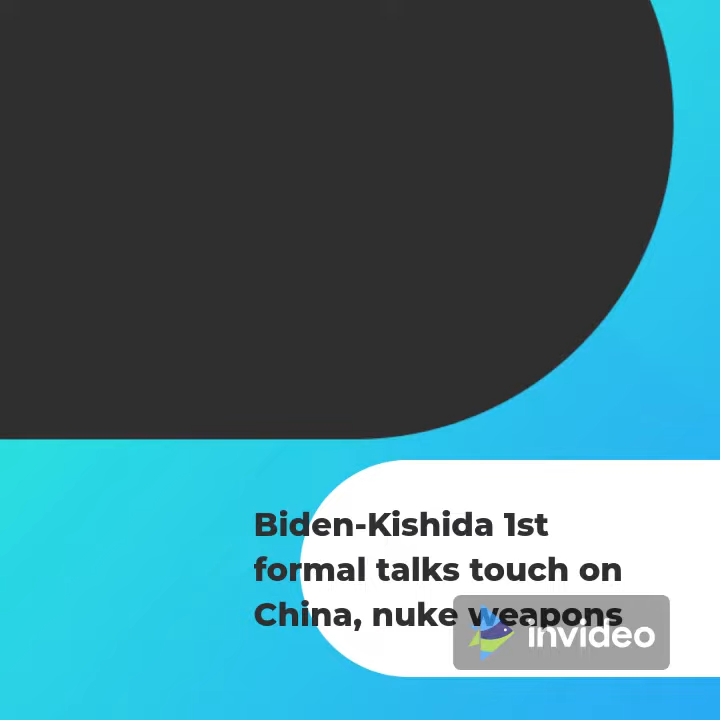 Biden-Kishida 1st
formal talks touch on
China, nuke weapons
invideo